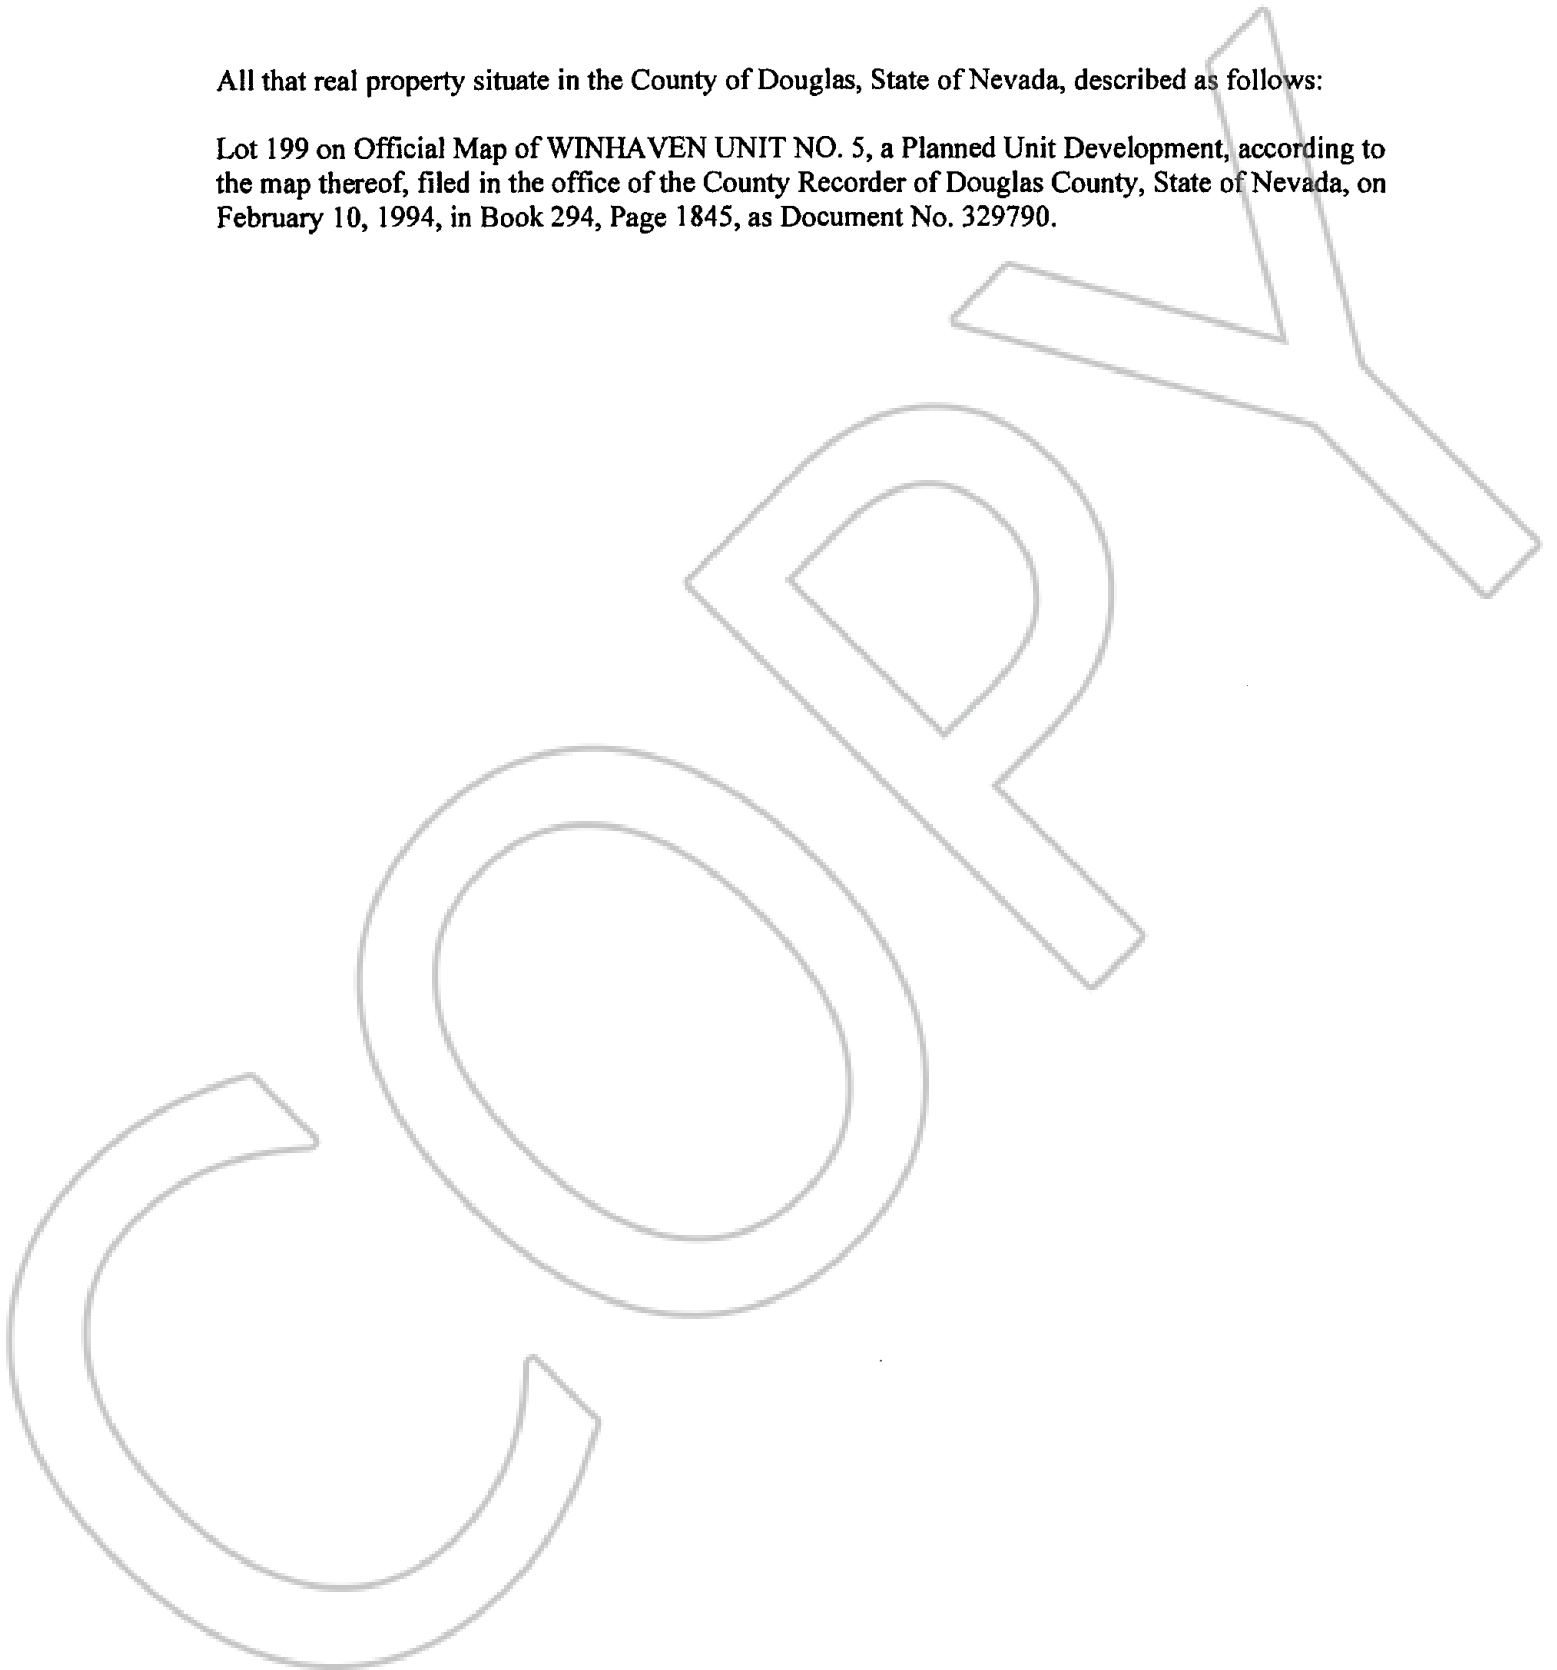 All that real property situate in the County of Douglas, State of Nevada, described as follows:
Lot 199 on Official Map of WINHAVEN UNIT NO. 5, a Planned Unit Development, according to
the map thereof, filed in the office of the County Recorder of Douglas County, State of Nevada, on
February 10, 1994, in Book 294, Page 1845, as Document No. 329790.
COPY